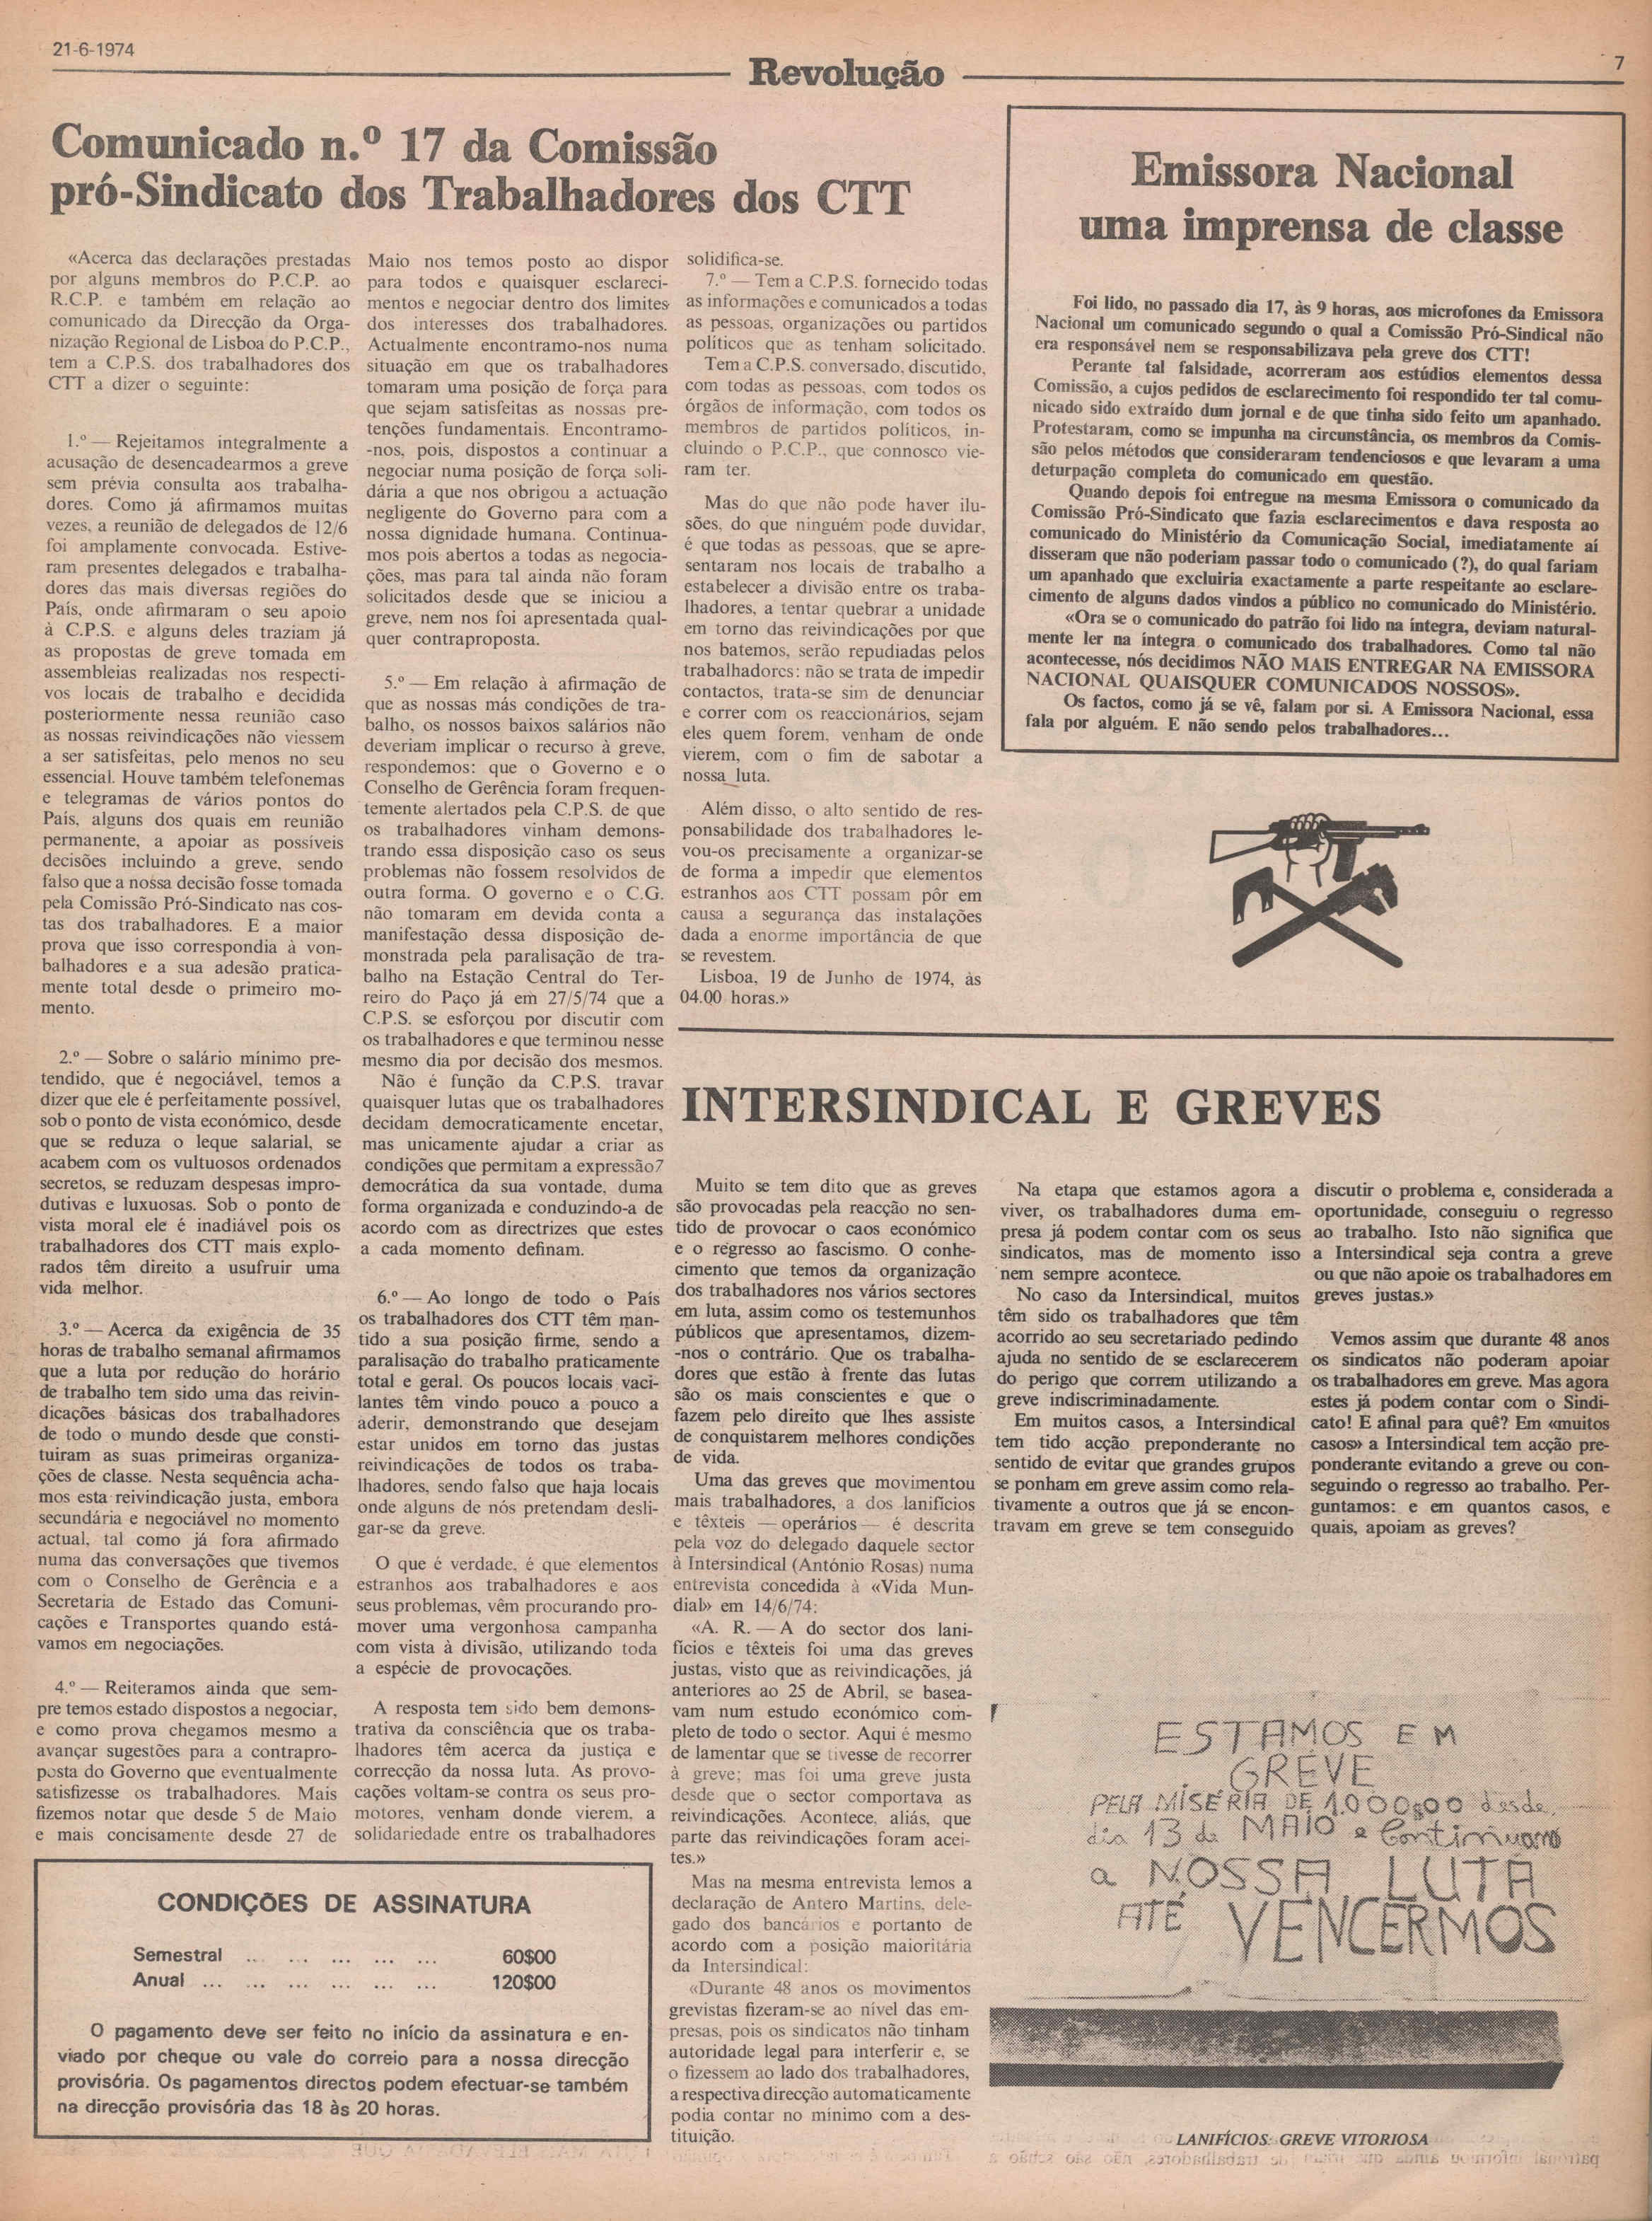 21-6-1974
Revolução
7
Comunicado n.º 17 da Comissão
pró-Sindicato dos Trabalhadores dos CTT
«Acerca das declarações prestadas
por alguns membros do P.C.P. ao
R.C.P. e também em relação ao
comunicado da Direcção da Orga-
nização Regional de Lisboa do P.C.P.,
tem a C.P.S. dos trabalhadores dos
CTT a dizer o seguinte:
1.º — Rejeitamos integralmente a
acusação de desencadearmos a greve
sem prévia consulta aos trabalha-
dores. Como já afirmamos muitas
vezes, a reunião de delegados de 12/6
foi amplamente convocada. Estive-
ram presentes delegados e trabalha-
dores das mais diversas regiões do
País, onde afirmaram o seu apoio
à C.P.S. e alguns deles traziam já
as propostas de greve tomada em
assembleias realizadas nos respecti-
vos locais de trabalho e decidida
posteriormente nessa reunião caso
as nossas reivindicações não viessem
a ser satisfeitas, pelo menos no seu
essencial. Houve também telefonemas
e telegramas de vários pontos do
País, alguns dos quais em reunião
permanente, a apoiar as possíveis
decisões incluindo a greve, sendo
falso que a nossa decisão fosse tomada
pela Comissão Pró-Sindicato nas cos-
tas dos trabalhadores. E a maior
prova que isso correspondia à von-
balhadores e a sua adesão pratica-
mente total desde o primeiro mo-
mento.
2.º — Sobre o salário mínimo pre-
tendido, que é negociável, temos a
dizer que ele é perfeitamente possível,
sob o ponto de vista económico, desde
que se reduza o leque salarial, se
acabem com os vultuosos ordenados
secretos, se reduzam despesas impro-
dutivas e luxuosas. Sob o ponto de
vista moral ele é inadiável pois os
trabalhadores dos CTT mais explo-
rados têm direito a usufruir uma
vida melhor.
3.º — Acerca da exigência de 35
horas de trabalho semanal afirmamos
que a luta por redução do horário
de trabalho tem sido uma das reivin-
dicações básicas dos trabalhadores
de todo o mundo desde que consti-
tuiram as suas primeiras organiza-
ções de classe. Nesta sequência acha-
mos esta reivindicação justa, embora
secundária e negociável no momento
actual, tal como já fora afirmado
numa das conversações que tivemos
com o Conselho de Gerência e a
Secretaria de Estado das Comuni-
cações e Transportes quando está-
vamos em negociações.
4.º — Reiteramos ainda que sem-
pre temos estado dispostos a negociar,
e como prova chegamos mesmo a
avançar sugestões para a contrapro-
posta do Governo que eventualmente
satisfizesse os trabalhadores. Mais
fizemos notar que desde 5 de Maio
e mais concisamente desde 27 de
Maio nos temos posto ao dispor
para todos e quaisquer esclareci-
mentos e negociar dentro dos limites
dos interesses dos trabalhadores.
Actualmente encontramo-nos numa
situação em que os trabalhadores
tomaram uma posição de força para
que sejam satisfeitas as nossas pre-
tenções fundamentais. Encontramo-
-nos, pois, dispostos a continuar a
negociar numa posição de força soli-
dária a que nos obrigou a actuação
negligente do Governo para com a
nossa dignidade humana. Continua-
mos pois abertos a todas as negocia-
ções, mas para tal ainda não foram
solicitados desde que se iniciou a
greve, nem nos foi apresentada qual-
quer contraproposta.
5.º — Em relação à afirmação de
que as nossas más condições de tra-
balho, os nossos baixos salários não
deveriam implicar o recurso à greve,
respondemos: que o Governo e o
Conselho de Gerência foram frequen-
temente alertados pela C.P.S. de que
os trabalhadores vinham demons-
trando essa disposição caso os seus
problemas não fossem resolvidos de
outra forma. O governo e o C.G.
não tomaram em devida conta a
manifestação dessa disposição de-
monstrada pela paralisação de tra-
balho na Estação Central do Ter-
reiro do Paço já em 27/5/74 que a
C.P.S. se esforçou por discutir com
os trabalhadores e que terminou nesse
mesmo dia por decisão dos mesmos.
Não é função da C.P.S. travar
quaisquer lutas que os trabalhadores
decidam democraticamente encetar,
mas unicamente ajudar a criar as
condições que permitam a expressão7
democrática da sua vontade, duma
forma organizada e conduzindo-a de
acordo com as directrizes que estes
a cada momento definam.
6.º — Ao longo de todo o País
os trabalhadores dos CTT têm man-
tido a sua posição firme, sendo a
paralisação do trabalho praticamente
total e geral. Os poucos locais vaci-
lantes têm vindo pouco a pouco a
aderir, demonstrando que desejam
estar unidos em torno das justas
reivindicações de todos os traba-
lhadores, sendo falso que haja locais
onde alguns de nós pretendam desli-
gar-se da greve.
O que é verdade, é que elementos
estranhos aos trabalhadores e aos
seus problemas, vêm procurando pro-
mover uma vergonhosa campanha
com vista à divisão, utilizando toda
a espécie de provocações.
A resposta tem sido bem demons-
trativa da consciência que os traba-
lhadores têm acerca da justiça e
correcção da nossa luta. As provo-
cações voltam-se contra os seus pro-
motores, venham donde vierem, a
solidariedade entre os trabalhadores
solidifica-se.
7.º — Tem a C.P.S. fornecido todas
as informações e comunicados a todas
as pessoas, organizações ou partidos
políticos que as tenham solicitado.
Tem a C.P.S. conversado, discutido,
com todas as pessoas, com todos os
órgãos de informação, com todos os
membros de partidos políticos, in-
cluindo o P.C.P., que connosco vie-
ram ter.
Mas do que não pode haver ilu-
sões, do que ninguém pode duvidar,
é que todas as pessoas, que se apre-
sentaram nos locais de trabalho a
estabelecer a divisão entre os traba-
lhadores, a tentar quebrar a unidade
em torno das reivindicações por que
nos batemos, serão repudiadas pelos
trabalhadores: não se trata de impedir
contactos, trata-se sim de denunciar
e correr com os reaccionários, sejam
eles quem forem, venham de onde
vierem, com o fim de sabotar a
nossa luta.
Além disso, o alto sentido de res-
ponsabilidade dos trabalhadores le-
vou-os precisamente a organizar-se
de forma a impedir que elementos
estranhos aos CTT possam pôr em
causa a segurança das instalações
dada a enorme importância de que
se revestem.
Lisboa, 19 de Junho de 1974, às
04.00 horas.»
Emissora Nacional
uma imprensa de classe
Foi lido, no passado dia 17, às 9 horas, aos microfones da Emissora
Nacional um comunicado segundo o qual a Comissão Pró-Sindical não
era responsável nem se responsabilizava pela greve dos CTT!
Perante tal falsidade, acorreram aos estúdios elementos dessa
Comissão, a cujos pedidos de esclarecimento foi respondido ter tal comu-
nicado sido extraído dum jornal e de que tinha sido feito um apanhado.
Protestaram, como se impunha na circunstância, os membros da Comis-
são pelos métodos que consideraram tendenciosos e que levaram a uma
deturpação completa do comunicado em questão.
Quando depois foi entregue na mesma Emissora o comunicado da
Comissão Pró-Sindicato que fazia esclarecimentos e dava resposta ao
comunicado do Ministério da Comunicação Social, imediatamente aí
disseram que não poderiam passar todo o comunicado (?), do qual fariam
um apanhado que excluiria exactamente a parte respeitante ao esclare-
cimento de alguns dados vindos a público no comunicado do Ministério.
«Ora se o comunicado do patrão foi lido na íntegra, deviam natural-
mente ler na íntegra o comunicado dos trabalhadores. Como tal não
acontecesse, nós decidimos NÃO MAIS ENTREGAR NA EMISSORA
NACIONAL QUAISQUER COMUNICADOS NOSSOS».
Os factos, como já se vê, falam por si. A Emissora Nacional, essa
fala por alguém. E não sendo pelos trabalhadores...
INTERSINDICAL E GREVES
Muito se tem dito que as greves
são provocadas pela reacção no sen-
tido de provocar o caos económico
e o regresso ao fascismo. O conhe-
cimento que temos da organização
dos trabalhadores nos vários sectores
em luta, assim como os testemunhos
públicos que apresentamos, dizem-
-nos o contrário. Que os trabalha-
dores que estão à frente das lutas
são os mais conscientes e que o
fazem pelo direito que lhes assiste
de conquistarem melhores condições
de vida.
Uma das greves que movimentou
mais trabalhadores, a dos lanifícios
e têxteis — operários — é descrita
pela voz do delegado daquele sector
à Intersindical (António Rosas) numa
entrevista concedida à «Vida Mun-
dial» em 14/6/74:
«A. R. — A do sector dos lani-
fícios e têxteis foi uma das greves
justas, visto que as reivindicações, já
anteriores ao 25 de Abril, se basea-
vam num estudo económico com-
pleto de todo o sector. Aqui é mesmo
de lamentar que se tivesse de recorrer
à greve; mas foi uma greve justa
desde que o sector comportava as
reivindicações. Acontece, aliás, que
parte das reivindicações foram acei-
tes.»
Mas na mesma entrevista lemos a
declaração de Antero Martins, dele-
gado dos bancários e portanto de
acordo com a posição maioritária
da Intersindical:
«Durante 48 anos os movimentos
grevistas fizeram-se ao nível das em-
presas, pois os sindicatos não tinham
autoridade legal para interferir e, se
o fizessem ao lado dos trabalhadores,
a respectiva direcção automaticamente
podia contar no mínimo com a des-
tituição.
Na etapa que estamos agora a
viver, os trabalhadores duma em-
presa já podem contar com os seus
sindicatos, mas de momento isso
nem sempre acontece.
No caso da Intersindical, muitos
têm sido os trabalhadores que têm
acorrido ao seu secretariado pedindo
ajuda no sentido de se esclarecerem
do perigo que correm utilizando a
greve indiscriminadamente.
Em muitos casos, a Intersindical
tem tido acção preponderante no
sentido de evitar que grandes grupos
se ponham em greve assim como rela-
tivamente a outros que já se encon-
travam em greve se tem conseguido
discutir o problema e, considerada a
oportunidade, conseguiu o regresso
ao trabalho. Isto não significa que
a Intersindical seja contra a greve
ou que não apoie os trabalhadores em
greves justas.»
Vemos assim que durante 48 anos
os sindicatos não poderam apoiar
os trabalhadores em greve. Mas agora
estes já podem contar com o Sindi-
cato! E afinal para quê? Em «muitos
casos» a Intersindical tem acção pre-
ponderante evitando a greve ou con-
seguindo o regresso ao trabalho. Per-
guntamos: e em quantos casos, e
quais, apoiam as greves?
ESTAMOS EM
GREVE
PELA MISÉRIA DE 1.000$00 desde
dia 13 de MAIO e Continuamos
a NOSSA LUTA
ATÉ VENCERMOS
LANIFÍCIOS: GREVE VITORIOSA
CONDIÇÕES DE ASSINATURA
Semestral ... ... ... ... ... 60$00
Anual ... ... ... ... ... ... 120$00
O pagamento deve ser feito no início da assinatura e en-
viado por cheque ou vale do correio para a nossa direcção
provisória. Os pagamentos directos podem efectuar-se também
na direcção provisória das 18 às 20 horas.